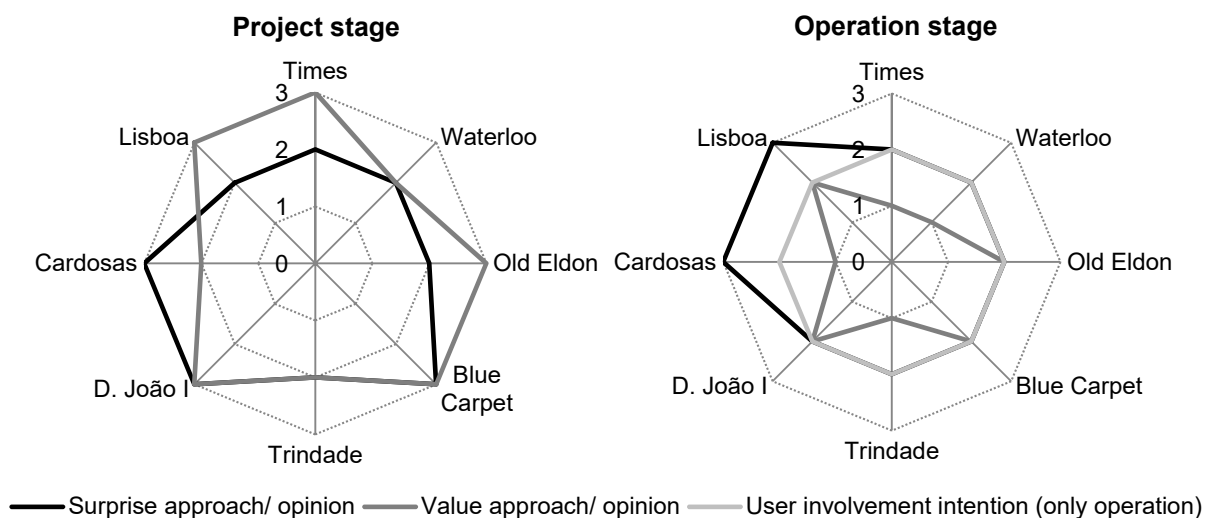 Project stage
Times
3
Lisboa
Waterloo
2
1
Cardosas
0
Old Eldon
D. João I
Blue
Carpet
Trindade
Operation stage
Times
3
Lisboa
Waterloo
2
1
Cardosas
0
Old Eldon
D. João I
Blue Carpet
Trindade
Surprise approach/ opinion
Value approach/ opinion
User involvement intention (only operation)